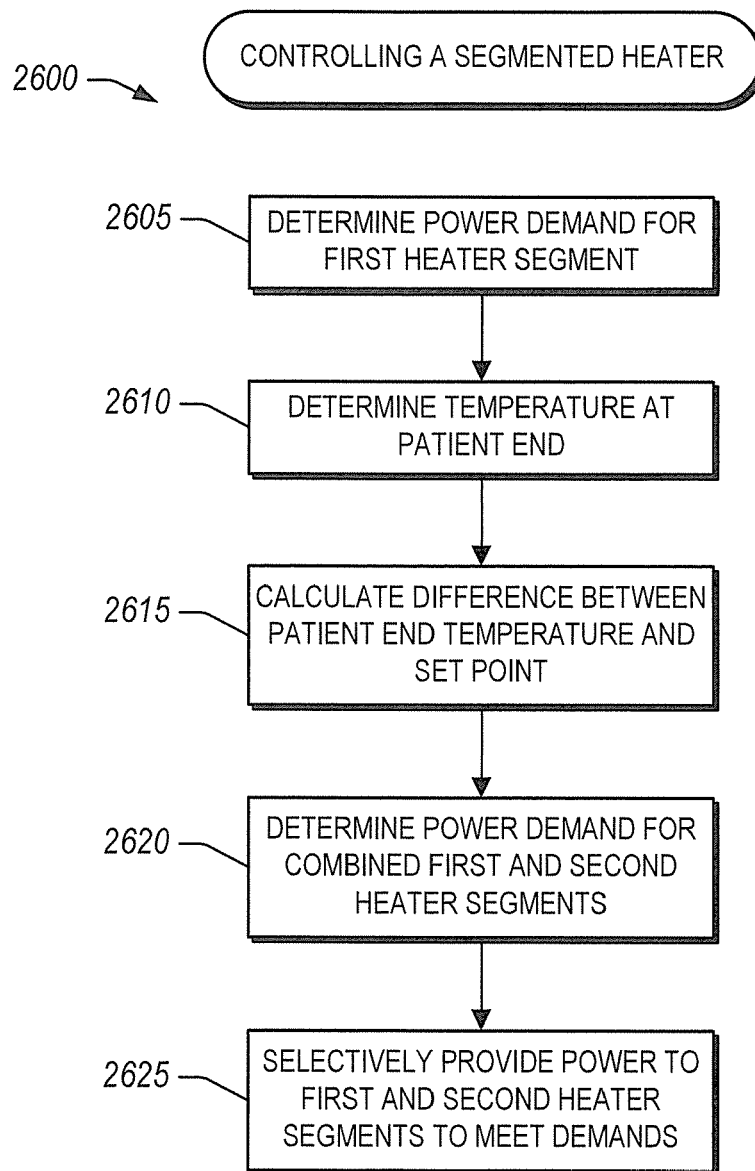 CONTROLLING A SEGMENTED HEATER
2600
2605
DETERMINE POWER DEMAND FOR
FIRST HEATER SEGMENT
2610
DETERMINE TEMPERATURE AT
PATIENT END
2615
CALCULATE DIFFERENCE BETWEEN
PATIENT END TEMPERATURE AND
SET POINT
2620
DETERMINE POWER DEMAND FOR
COMBINED FIRST AND SECOND
HEATER SEGMENTS
2625
SELECTIVELY PROVIDE POWER TO
FIRST AND SECOND HEATER
SEGMENTS TO MEET DEMANDS